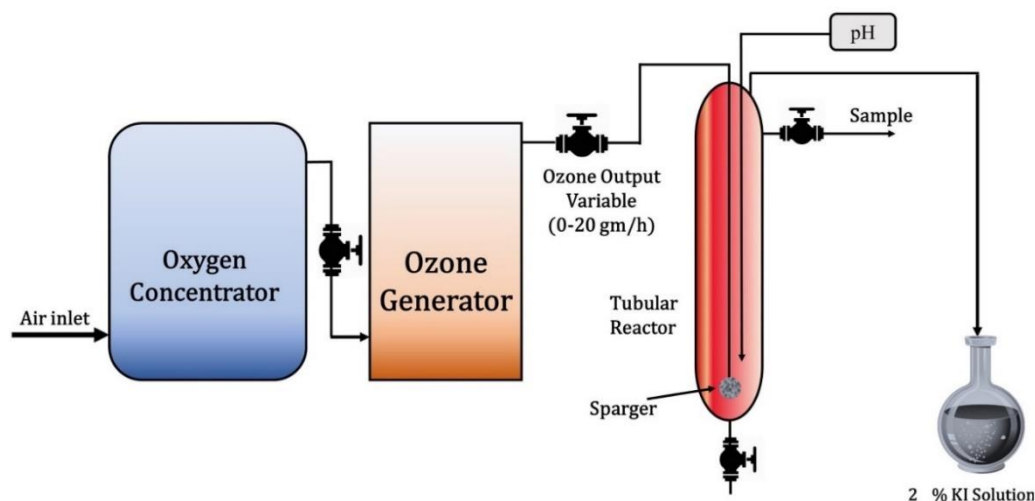 pH
Sample
Ozone Output
Variable
(0-20 gm/h)
Oxygen
Concentrator
Ozone
Generator
Air inlet
Tubular
Reactor
Sparger
2 % KI Solution